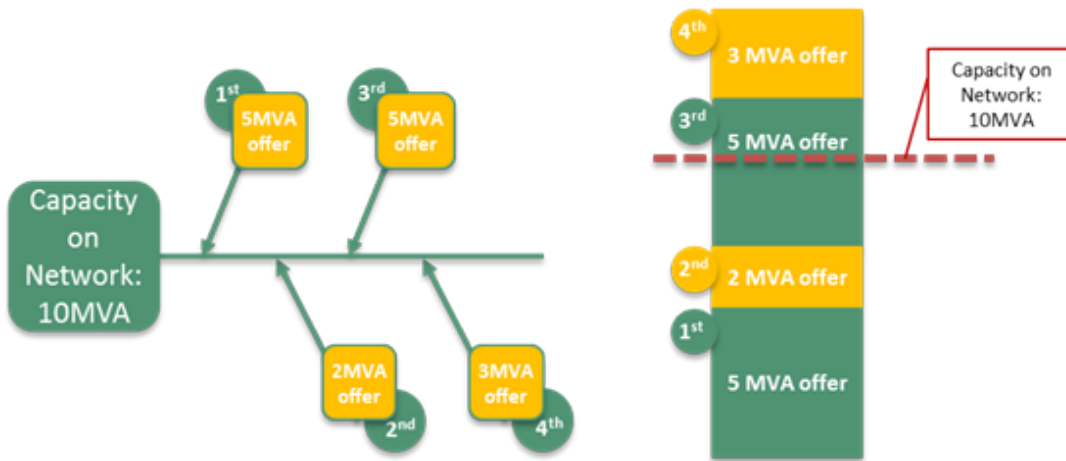 1st
5MVA
offer
3rd
5MVA
offer
Capacity
on
Network:
10MVA
2MVA
offer
2nd
3MVA
offer
4th
4th
3 MVA offer
3rd
5 MVA offer
2nd
2 MVA offer
1st
5 MVA offer
Capacity on
Network:
10MVA